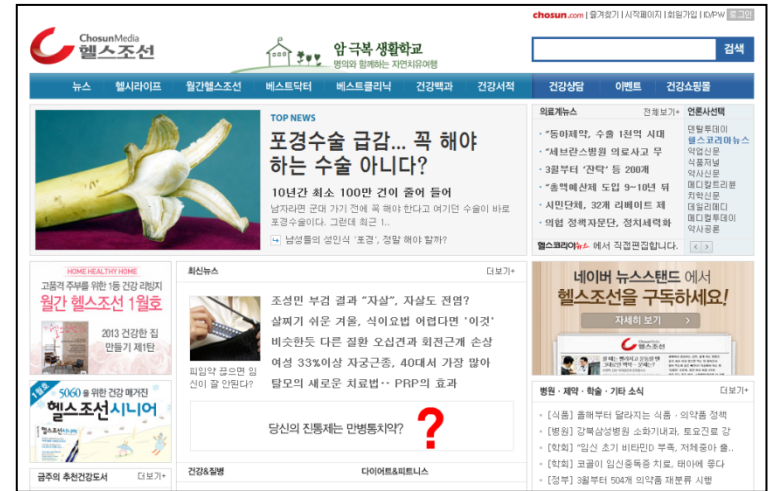 chosun.com | 즐겨찾기 | 시작페이지 | 회원가입 | ID/PW 로그인
ChosunMedia
헬스조선
암 극복 생활학교
명의와 함께하는 자연치유여행
검색
뉴스 헬시라이프 월간헬스조선 베스트닥터 베스트클리닉 건강백과 건강서적 건강상담 이벤트 건강쇼핑몰
TOP NEWS
포경수술 급감... 꼭 해야
하는 수술 아니다?
10년간 최소 100만 건이 줄어 들어
남자라면 군대 가기 전에 꼭 해야 한다고 여기던 수술이 바로
포경수술이다. 그런데 최근 1..
남성들의 성인식 '포경', 정말 해야 할까?
의료계뉴스 전체보기+
· "동아제약, 수출 1천억 시대
· "세브란스병원 의료사고 무
· 3월부터 '잔탁' 등 200개
· "총액예산제 도입 9~10년 뒤
· 시민단체, 32개 리베이트 제
· 의협 정책자문단, 정치세력화
헬스코리아뉴스 에서 직접편집합니다.
언론사선택
덴탈투데이
헬스코리아뉴스
약업신문
식품저널
약사신문
메디칼트리뷴
치학신문
데일리메디
메디컬투데이
약사공론
HOME HEALTHY HOME
고품격 주부를 위한 1등 건강 리빙지
월간 헬스조선 1월호
2013 건강한 집
만들기 제1탄
1월호
5060 을 위한 건강 매거진
헬스조선시니어
금주의 추천건강도서 더보기+
최신뉴스 더보기+
피임약 끊으면 임
신이 잘 안된다?
조성민 부검 결과 "자살", 자살도 전염?
살찌기 쉬운 겨울, 식이요법 어렵다면 '이것'
비슷한듯 다른 질환 오십견과 회전근개 손상
여성 33%이상 자궁근종, 40대서 가장 많아
탈모의 새로운 치료법·· PRP의 효과
당신의 진통제는 만병통치약? ?
건강&질병 다이어트&피트니스
네이버 뉴스스탠드 에서
헬스조선을 구독하세요!
자세히 보기 >
헬스조선
병원 · 제약 · 학술 · 기타 소식 더보기+
· [식품] 올해부터 달라지는 식품 · 의약품 정책
· [병원] 강북삼성병원 소화기내과, 토요진료 강
· [학회] "임신 초기 비타민D 부족, 저체중아 출..
· [학회] 코골이 임신중독증 치료, 태아에 좋다
· [정부] 3월부터 504개 의약품 재분류 시행